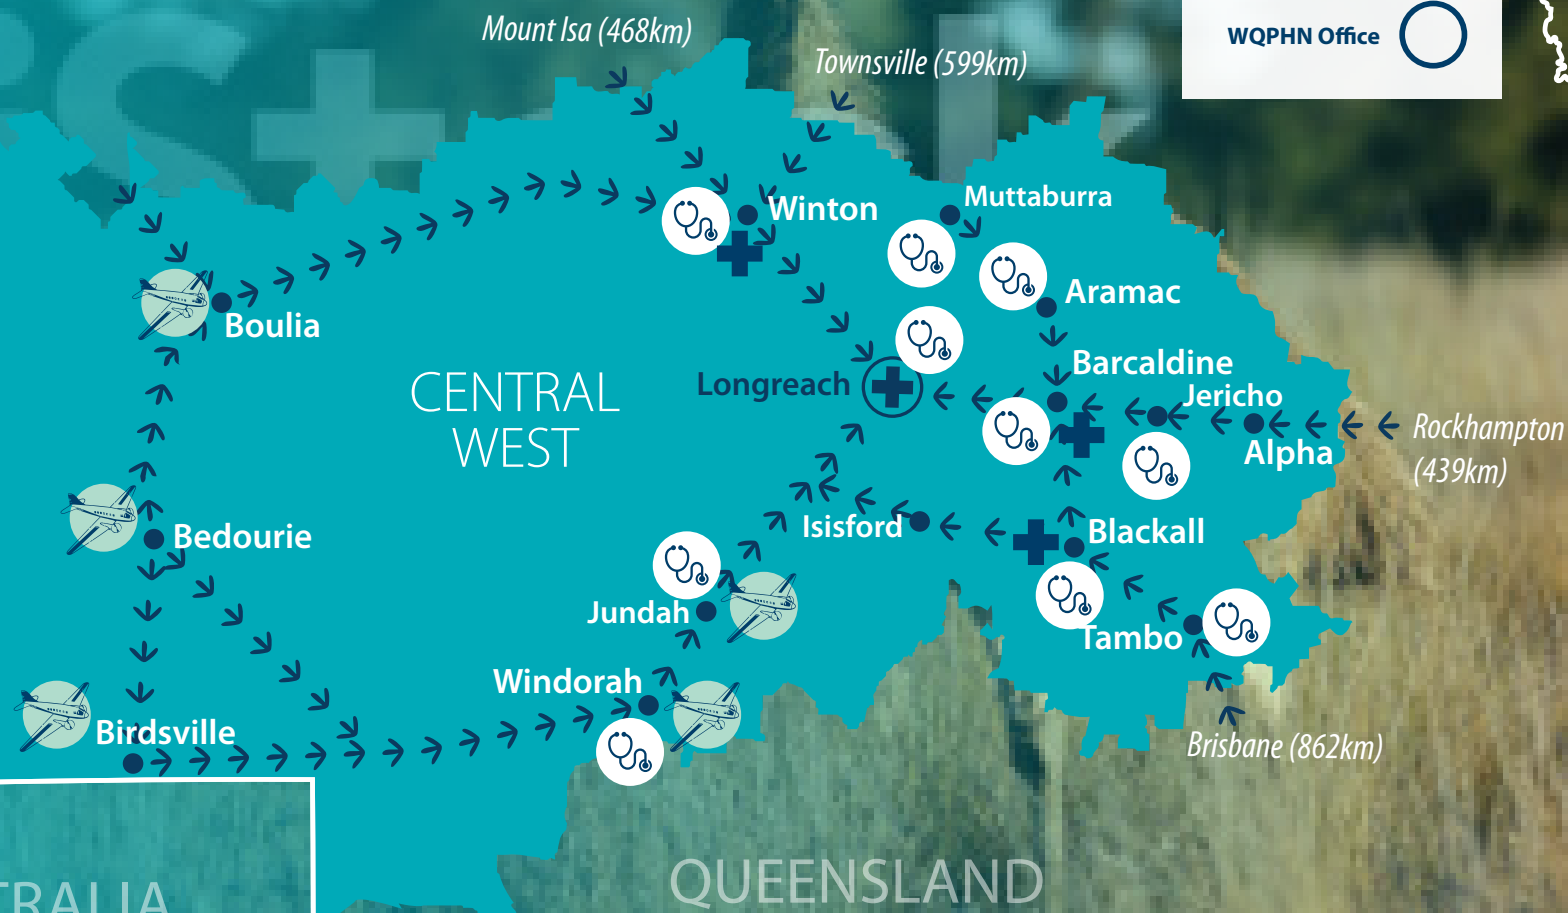 Mount Isa (468km)
Townsville (599km)
WQPHN Office
Winton
Muttaburra
Aramac
Boulia
Barcaldine
Longreach
Jericho
CENTRAL
WEST
Rockhampton
(439km)
Alpha
Isisford
Blackall
Bedourie
Jundah
Tambo
Windorah
Birdsville
Brisbane (862km)
QUEENSLAND
TRALIA